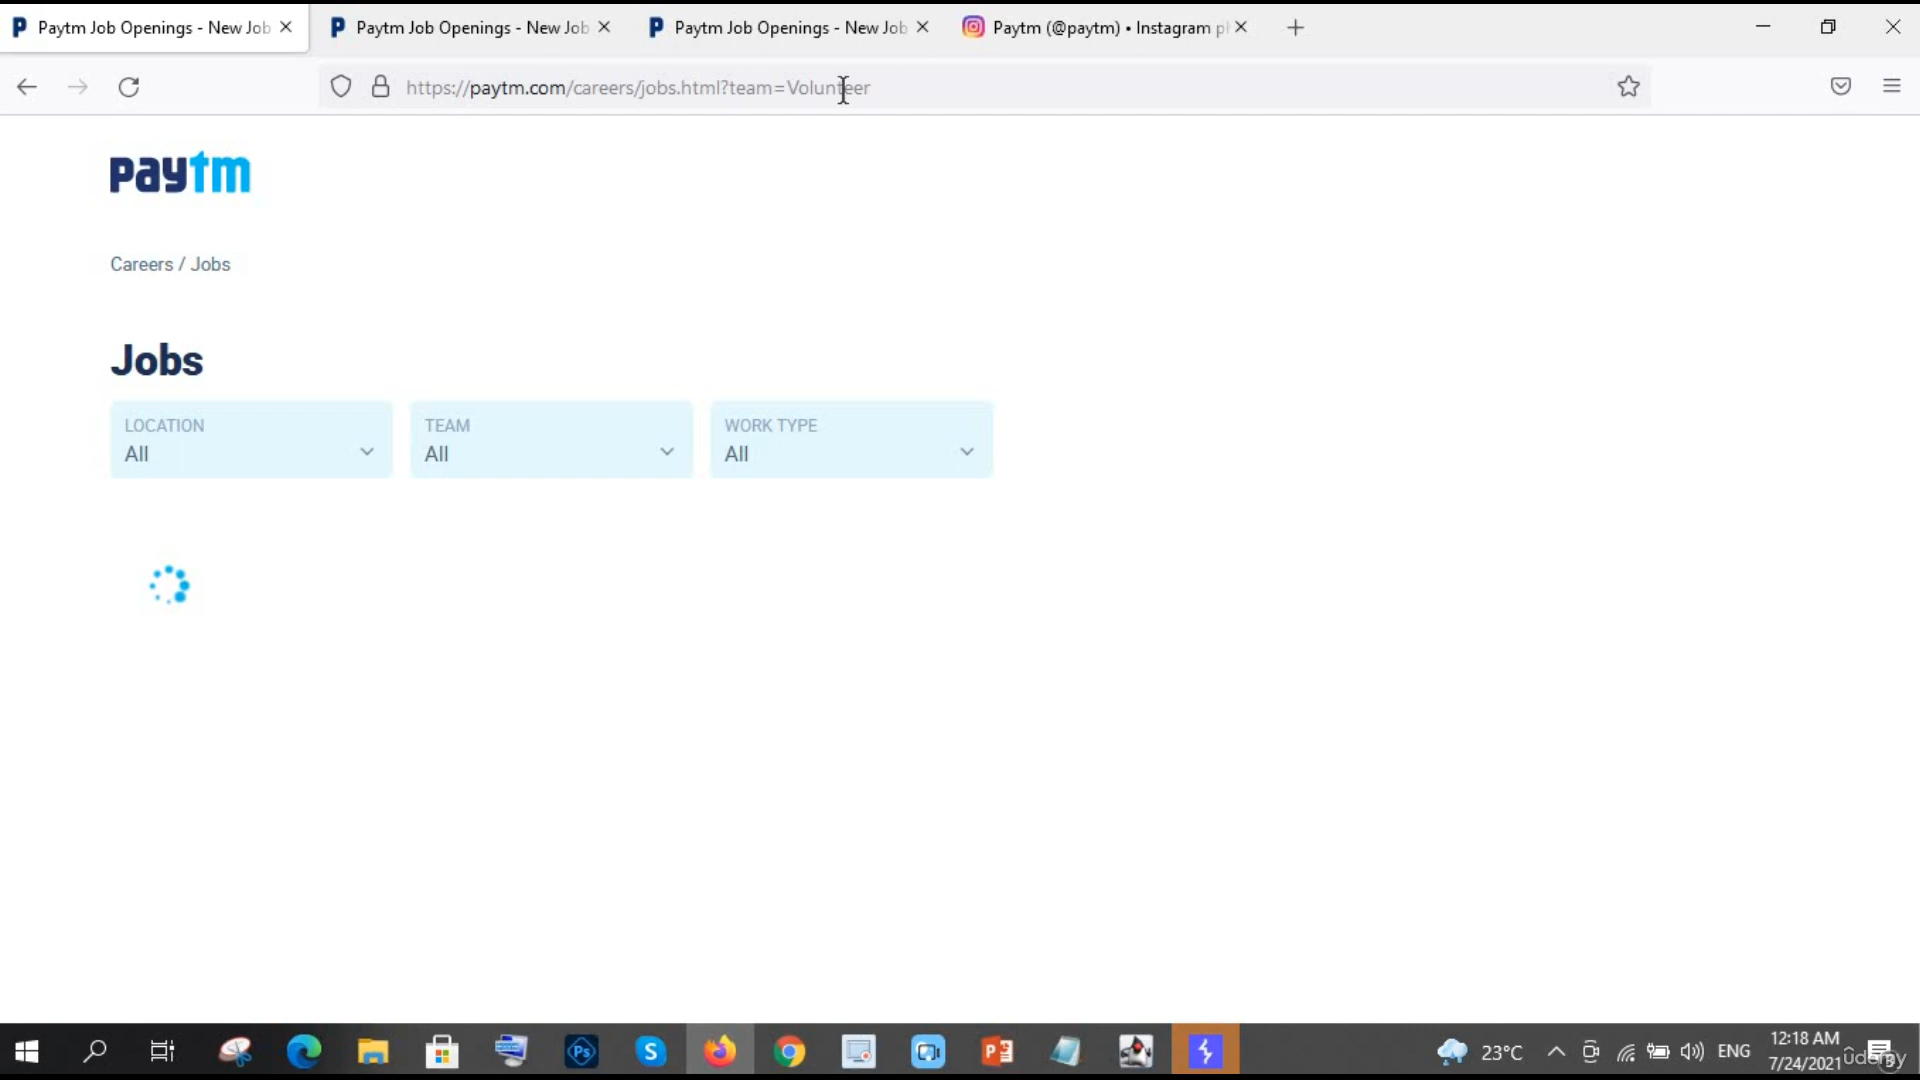 Paytm Job Openings - New Job
Paytm Job Openings - New Job
Paytm Job Openings - New Job
Paytm (@paytm) • Instagram p
https://paytm.com/careers/jobs.html?team=Volunteer
paytm
Careers / Jobs
Jobs
LOCATION
All
TEAM
All
WORK TYPE
All
23°C
ENG
12:18 AM
7/24/2021
udemy